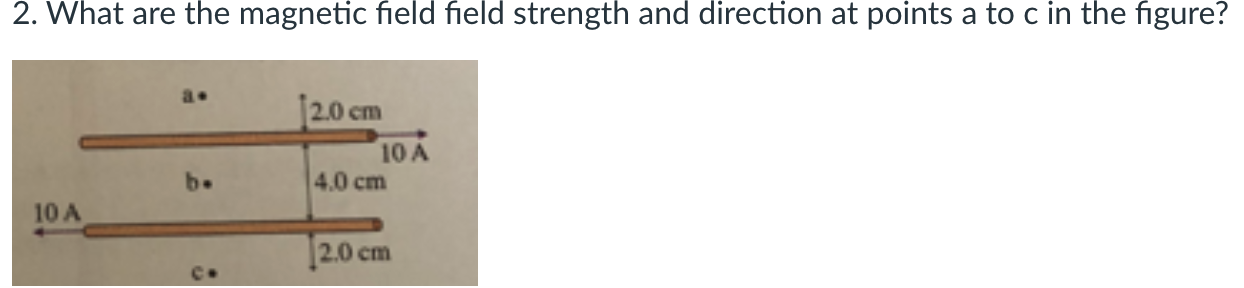 2. What are the magnetic field field strength and direction at points a to c in the figure?
a
2.0 cm
10 A
b
4.0 cm
10 A
2.0 cm
c